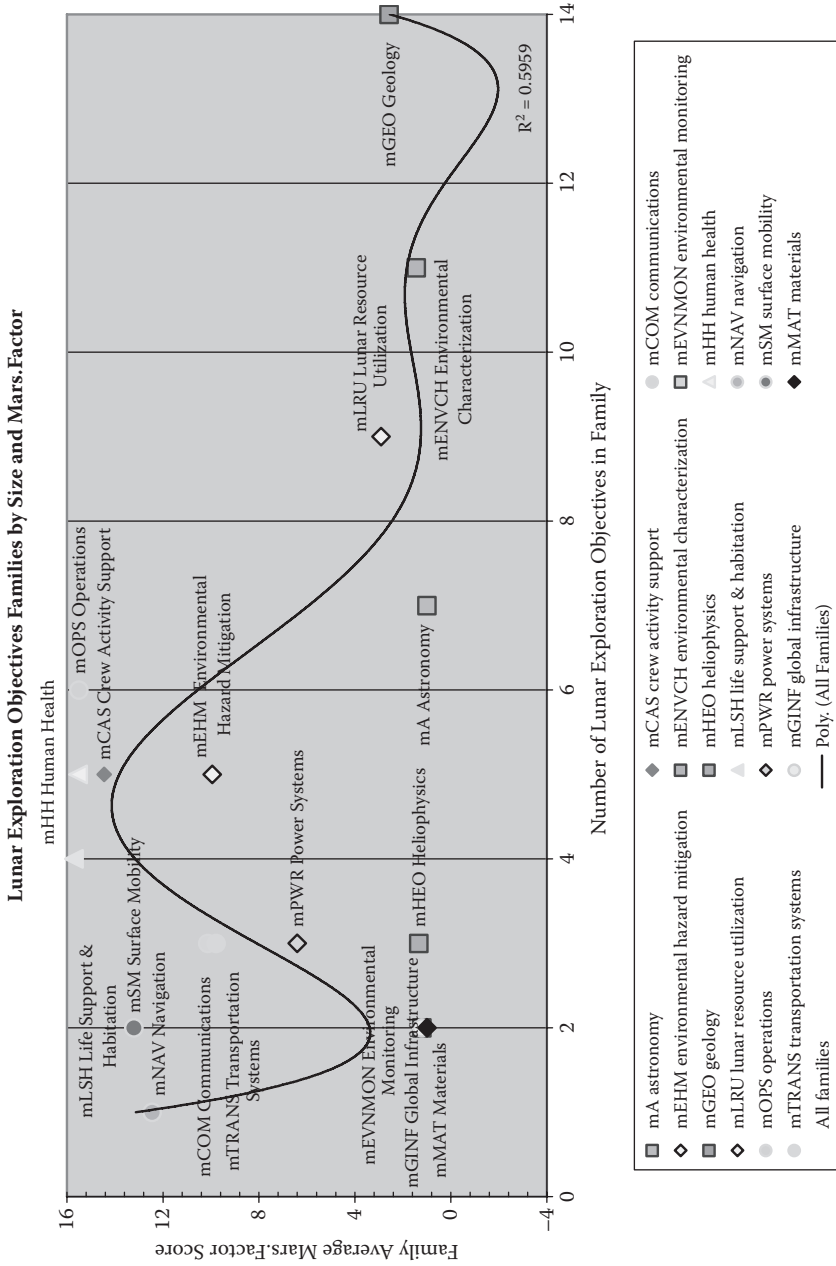 Lunar Exploration Objectives Families by Size and Mars.Factor
mHH Human Health
mLSH Life Support &
Habitation
mSM Surface Mobility
mNAV Navigation
mOPS Operations
mCAS Crew Activity Support
mEHM Environmental
Hazard Mitigation
mCOM Communications
mTRANS Transportation
Systems
mPWR Power Systems
mEVNMON Environmental
Monitoring
mGINF Global Infrastructure
mMAT Materials
mHEO Heliophysics
mA Astronomy
mLRU Lunar Resource
Utilization
mENVCH Environmental
Characterization
mGEO Geology
R² = 0.5959
Family Average Mars.Factor Score
16
12
8
4
0
−4
0
2
4
6
8
10
12
14
Number of Lunar Exploration Objectives in Family
mA astronomy
mCAS crew activity support
mCOM communications
mEHM environmental hazard mitigation
mENVCH environmental characterization
mEVNMON environmental monitoring
mGEO geology
mHEO heliophysics
mHH human health
mLRU lunar resource utilization
mLSH life support & habitation
mNAV navigation
mOPS operations
mPWR power systems
mSM surface mobility
mTRANS transportation systems
mGINF global infrastructure
mMAT materials
All families
Poly. (All Families)